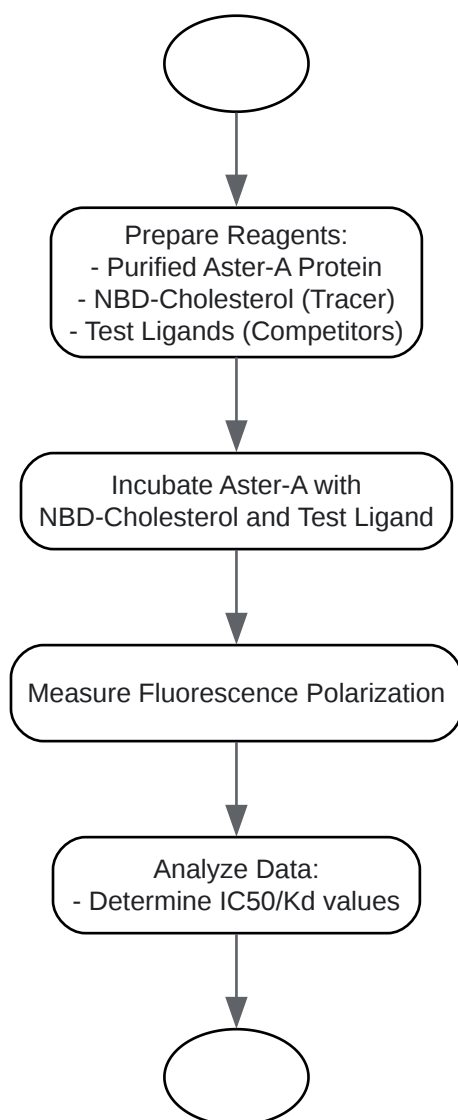 Prepare Reagents:
- Purified Aster-A Protein
- NBD-Cholesterol (Tracer)
- Test Ligands (Competitors)
Incubate Aster-A with
NBD-Cholesterol and Test Ligand
Measure Fluorescence Polarization
Analyze Data:
- Determine IC50/Kd values